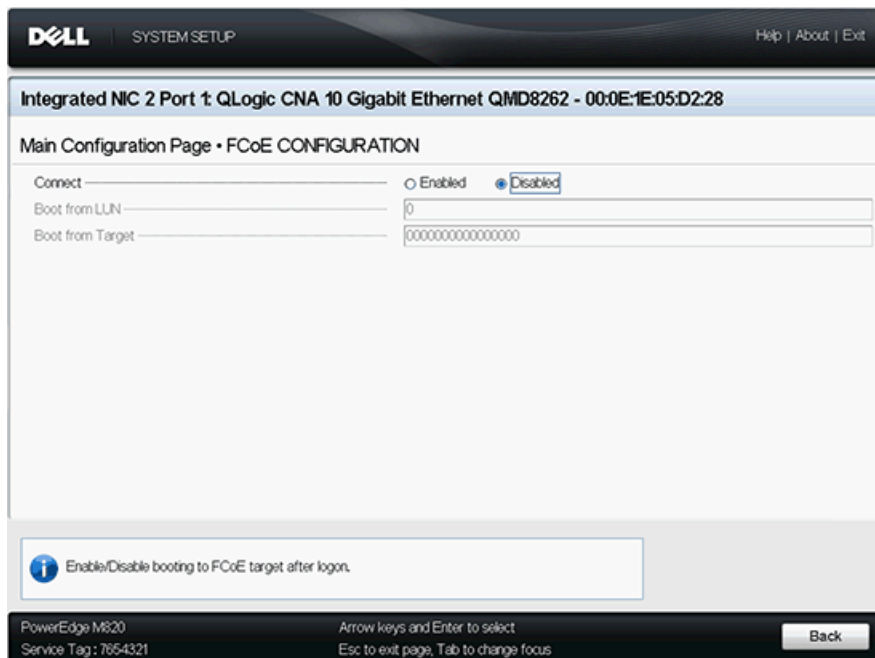 DELL SYSTEM SETUP Help | About | Exit
Integrated NIC 2 Port 1: QLogic CNA 10 Gigabit Ethernet QMD8262 - 00:0E:1E:05:D2:28
Main Configuration Page • FCoE CONFIGURATION
Connect Enabled Disabled
Boot from LUN 0
Boot from Target 0000000000000000
Enable/Disable booting to FCoE target after logon.
PowerEdge M820 Arrow keys and Enter to select
Service Tag : 7654321 Esc to exit page, Tab to change focus
Back